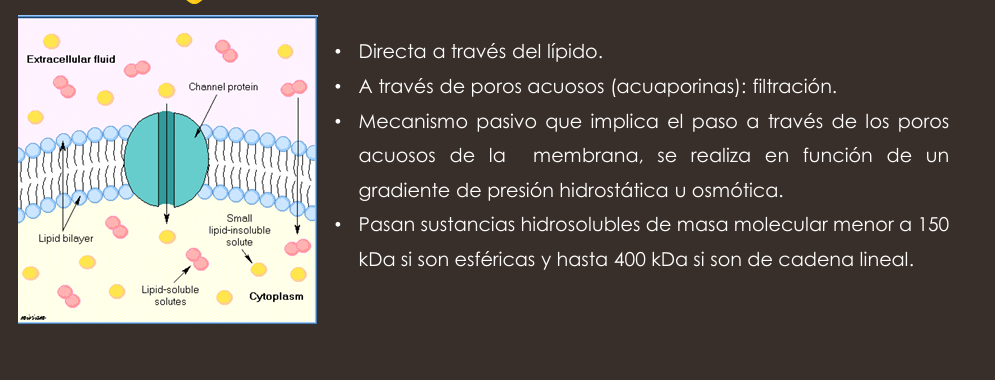 Extracellular fluid
Channel protein
Lipid bilayer
Small
lipid-insoluble
solute
Lipid-soluble
solutes
Cytoplasm
• Directa a través del lípido.
• A través de poros acuosos (acuaporinas): filtración.
• Mecanismo pasivo que implica el paso a través de los poros
acuosos de la membrana, se realiza en función de un
gradiente de presión hidrostática u osmótica.
• Pasan sustancias hidrosolubles de masa molecular menor a 150
kDa si son esféricas y hasta 400 kDa si son de cadena lineal.